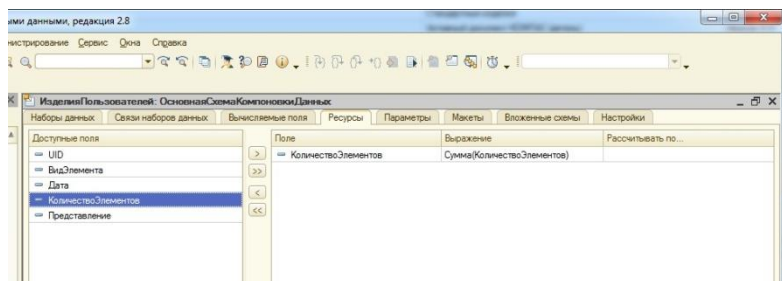 ыми данными, редакция 2.8
нистрирование Сервис Окна Справка
ИзделияПользователей: ОсновнаяСхемаКомпоновкиДанных
Наборы данных Связи наборов данных Вычисляемые поля Ресурсы Параметры Макеты Вложенные схемы Настройки
Доступные поля Поле Выражение Рассчитывать по...
UID > КоличествоЭлементов Сумма(КоличествоЭлементов)
ВидЭлемента >>
Дата <
КоличествоЭлементов <<
Представление